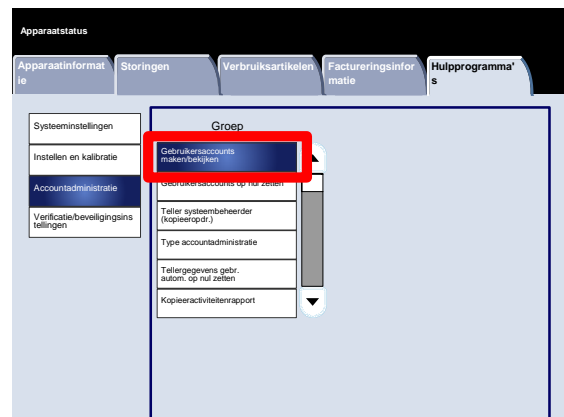 Apparaatstatus
Apparaatinformat
ie
Storingen
Verbruiksartikelen
Factureringsinfor
matie
Hulpprogramma'
s
Systeeminstellingen
Instellen en kalibratie
Accountadministratie
Verificatie/beveiligingsins
tellingen
Groep
Gebruikersaccounts
maken/bekijken
Gebruikersaccounts op nul zetten
Teller systeembeheerder
(kopieeropdr.)
Type accountadministratie
Tellergegevens gebr.
autom. op nul zetten
Kopieeractiviteitenrapport